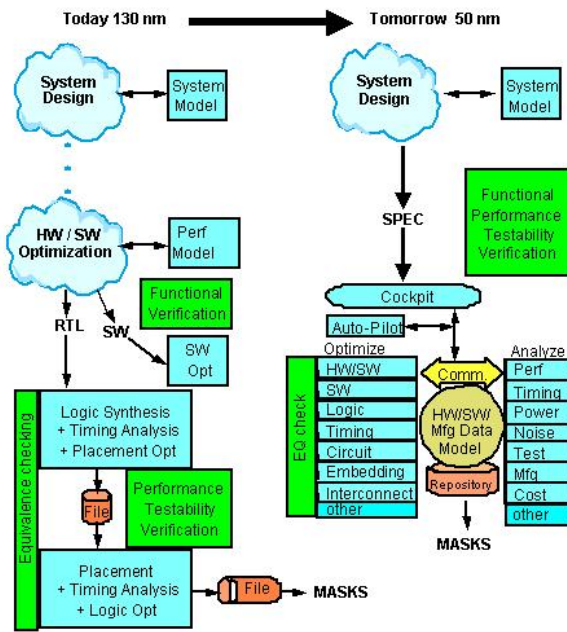 Today 130 nm
Tomorrow 50 nm
System
Design
System
Model
HW / SW
Optimization
Perf
Model
Functional
Verification
RTL
SW
SW
Opt
Equivalence checking
Logic Synthesis
+ Timing Analysis
+ Placement Opt
File
Performance
Testability
Verification
Placement
+ Timing Analysis
+ Logic Opt
File
MASKS
System
Design
System
Model
SPEC
Functional
Performance
Testability
Verification
Cockpit
Auto-Pilot
Optimize
EQ check
HW/SW
SW
Logic
Timing
Circuit
Embedding
Interconnect
other
Comm.
HW/SW/
Mfg Data
Model
Repository
MASKS
Analyze
Perf
Timing
Power
Noise
Test
Mfg
Cost
other